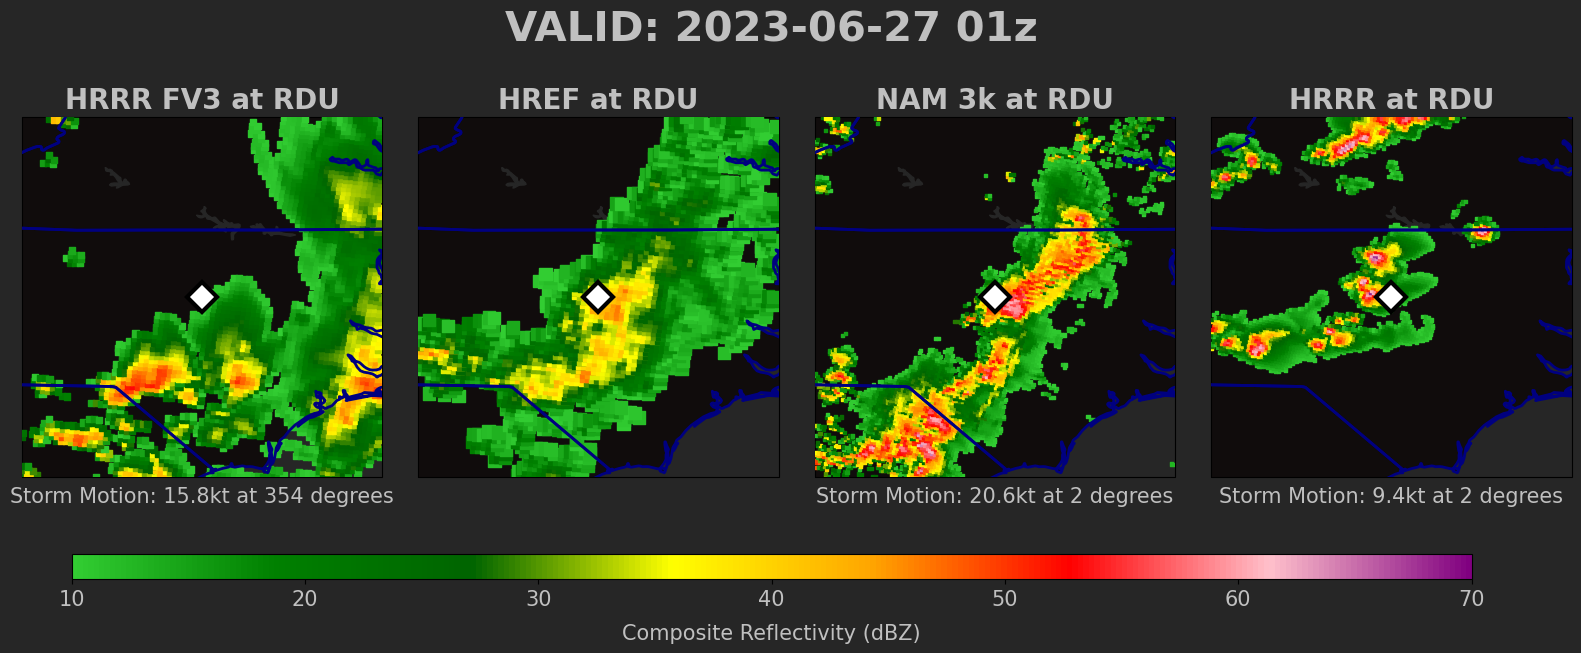 VALID: 2023-06-27 01z
HRRR FV3 at RDU
HREF at RDU
NAM 3k at RDU
HRRR at RDU
Storm Motion: 15.8kt at 354 degrees
Storm Motion: 20.6kt at 2 degrees
Storm Motion: 9.4kt at 2 degrees
10 20 30 40 50 60 70
Composite Reflectivity (dBZ)